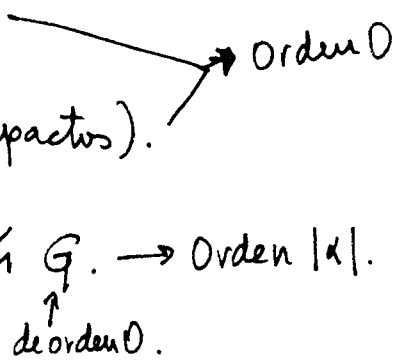 Orden 0
pactos).
G. → Orden |α|.
↑
de orden 0.